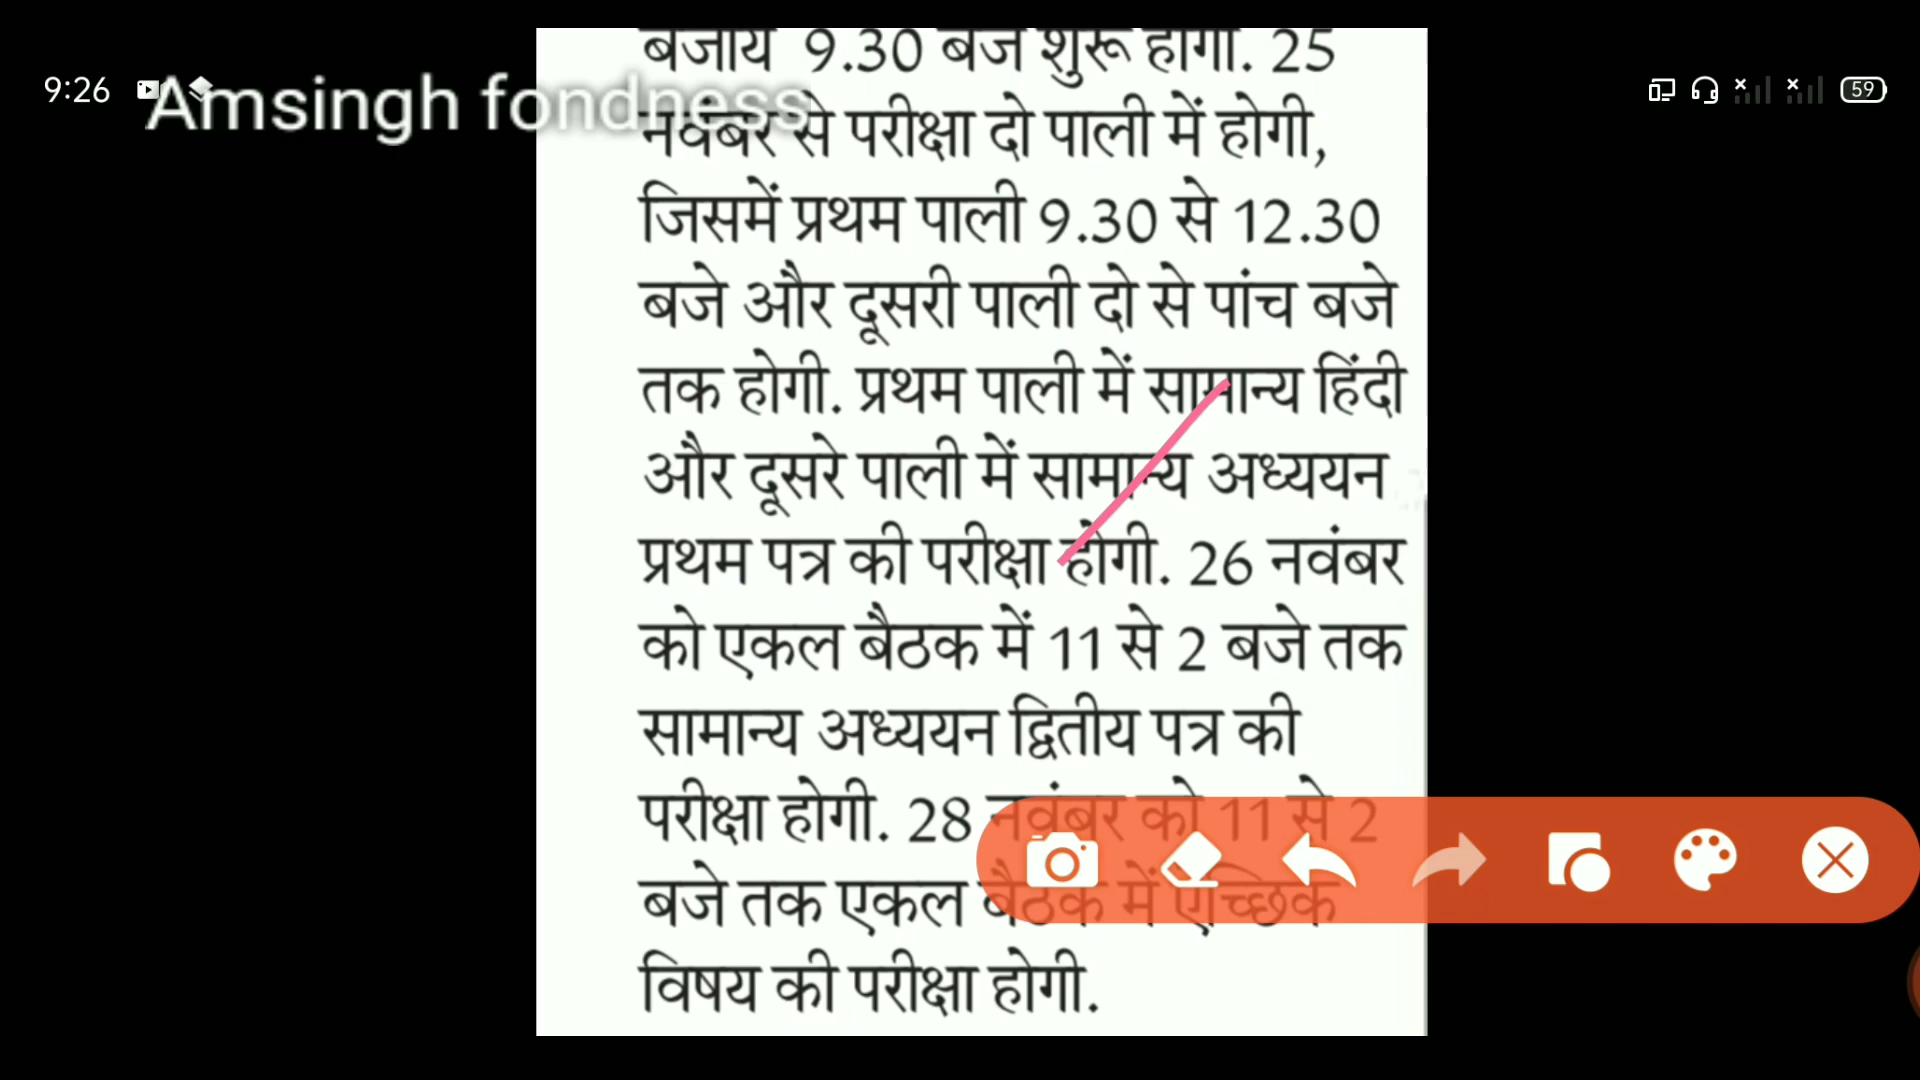 9:26
59
Amsingh fondness
बजाय 9.30 बजे शुरू होगी. 25
नवंबर से परीक्षा दो पाली में होगी,
जिसमें प्रथम पाली 9.30 से 12.30
बजे और दूसरी पाली दो से पांच बजे
तक होगी. प्रथम पाली में सामान्य हिंदी
और दूसरे पाली में सामान्य अध्ययन
प्रथम पत्र की परीक्षा होगी. 26 नवंबर
को एकल बैठक में 11 से 2 बजे तक
सामान्य अध्ययन द्वितीय पत्र की
परीक्षा होगी. 28 नवंबर को 11 से 2
बजे तक एकल बैठक में ऐच्छिक
विषय की परीक्षा होगी.